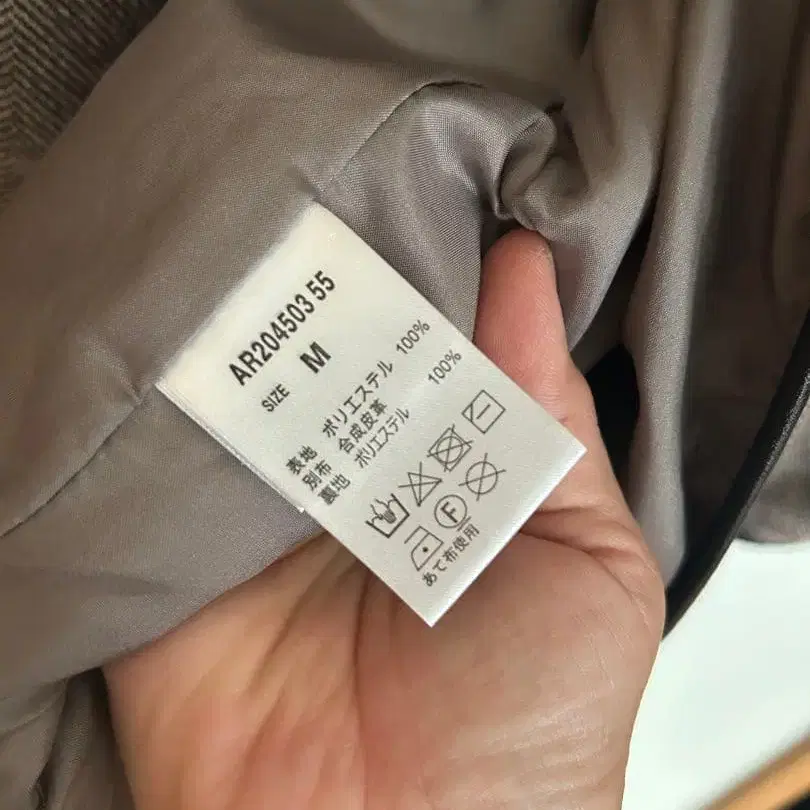 AR204503 55
SIZE M
表地 ポリエステル 100%
別布 合成皮革
裏地 ポリエステル 100%
F
あて布使用